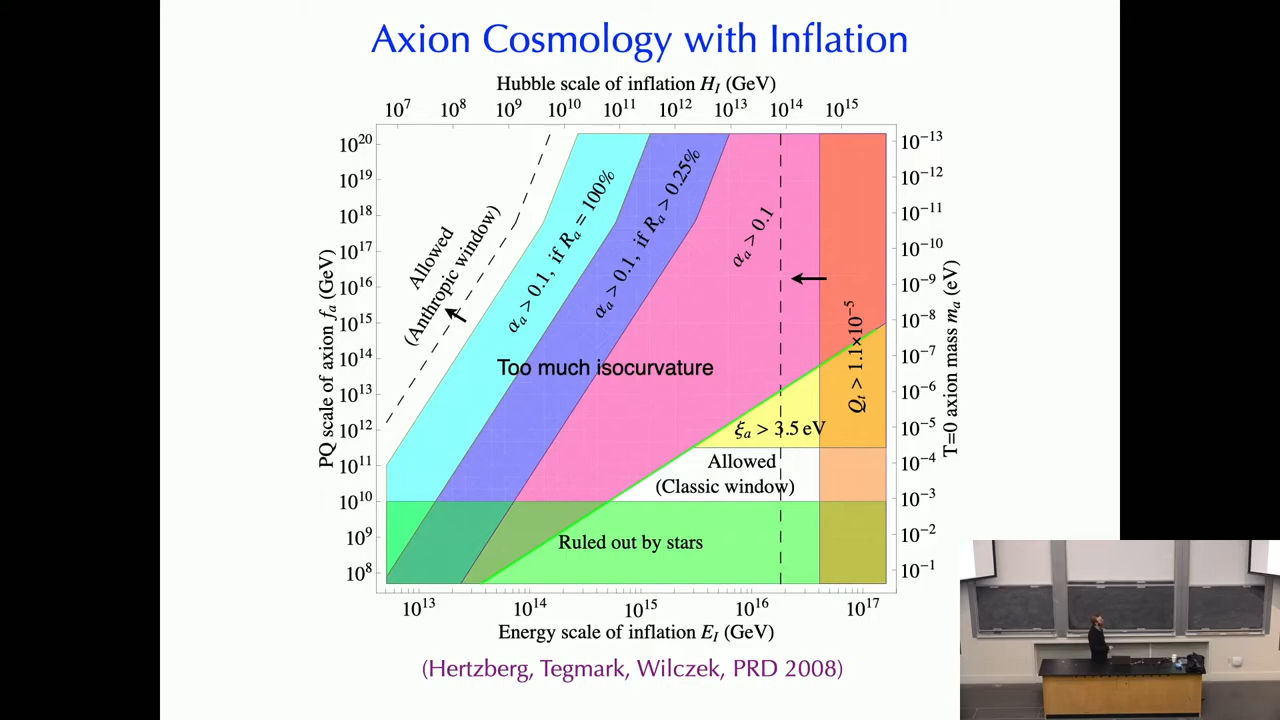 Axion Cosmology with Inflation
Hubble scale of inflation H_I (GeV)
10^7 10^8 10^9 10^10 10^11 10^12 10^13 10^14 10^15
PQ scale of axion f_a (GeV)
10^20
10^19
10^18
10^17
10^16
10^15
10^14
10^13
10^12
10^11
10^10
10^9
10^8
Allowed
(Anthropic window)
α_a > 0.1, if R_a = 100%
α_a > 0.1, if R_a > 0.25%
α_a > 0.1
Too much isocurvature
Q_t > 1.1×10^-5
ξ_a > 3.5 eV
Allowed
(Classic window)
Ruled out by stars
10^-13
10^-12
10^-11
10^-10
10^-9
10^-8
10^-7
10^-6
10^-5
10^-4
10^-3
10^-2
10^-1
T=0 axion mass m_a (eV)
10^13 10^14 10^15 10^16 10^17
Energy scale of inflation E_I (GeV)
(Hertzberg, Tegmark, Wilczek, PRD 2008)